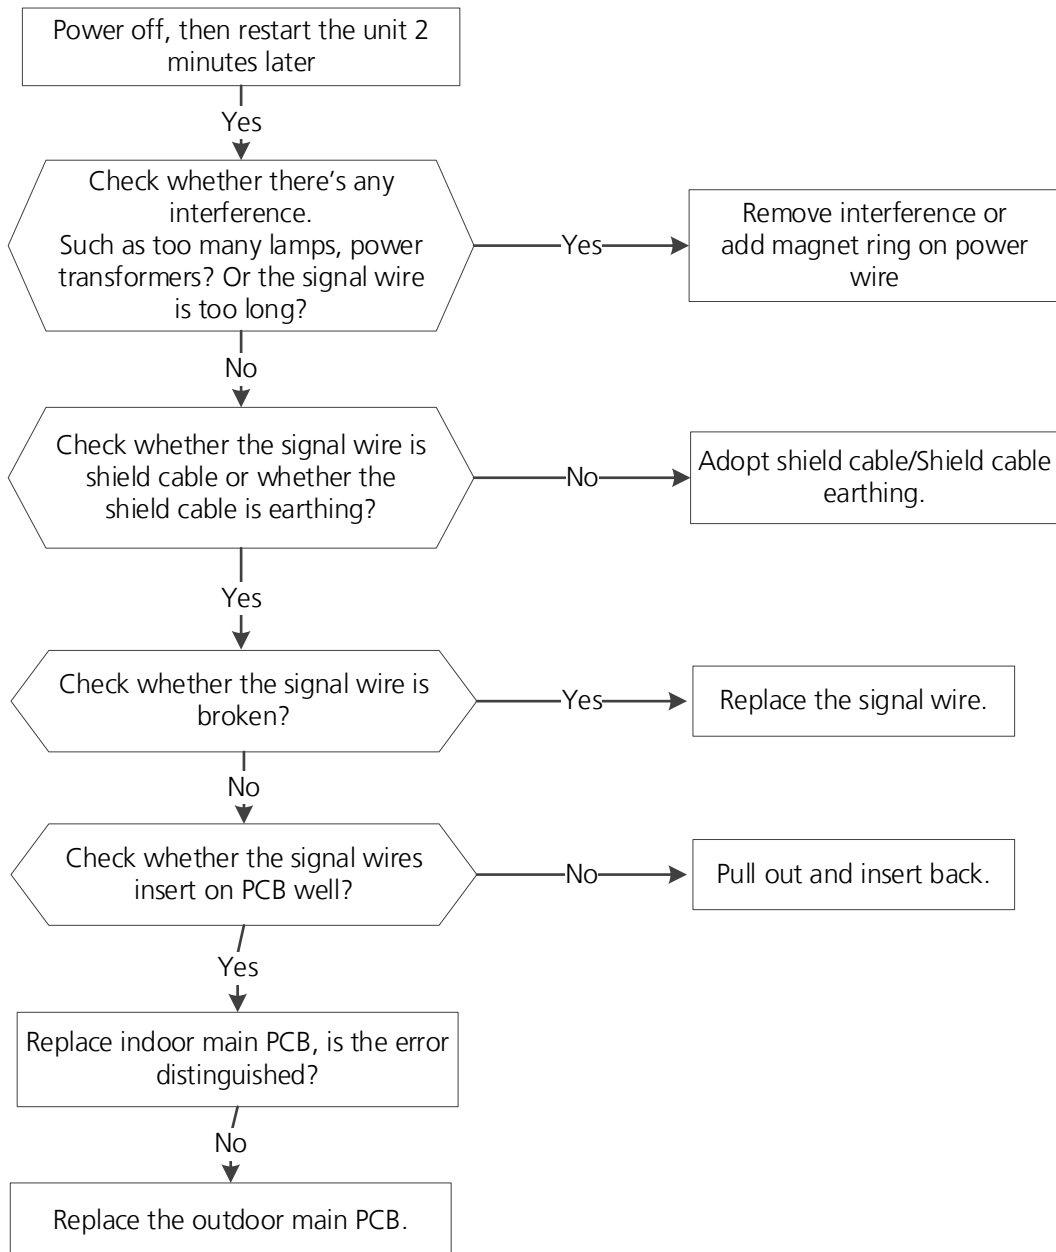 Power off, then restart the unit 2
minutes later
Yes
Check whether there's any
interference.
Such as too many lamps, power
transformers? Or the signal wire
is too long?
Yes
Remove interference or
add magnet ring on power
wire
No
Check whether the signal wire is
shield cable or whether the
shield cable is earthing?
No
Adopt shield cable/Shield cable
earthing.
Yes
Check whether the signal wire is
broken?
Yes
Replace the signal wire.
No
Check whether the signal wires
insert on PCB well?
No
Pull out and insert back.
Yes
Replace indoor main PCB, is the error
distinguished?
No
Replace the outdoor main PCB.